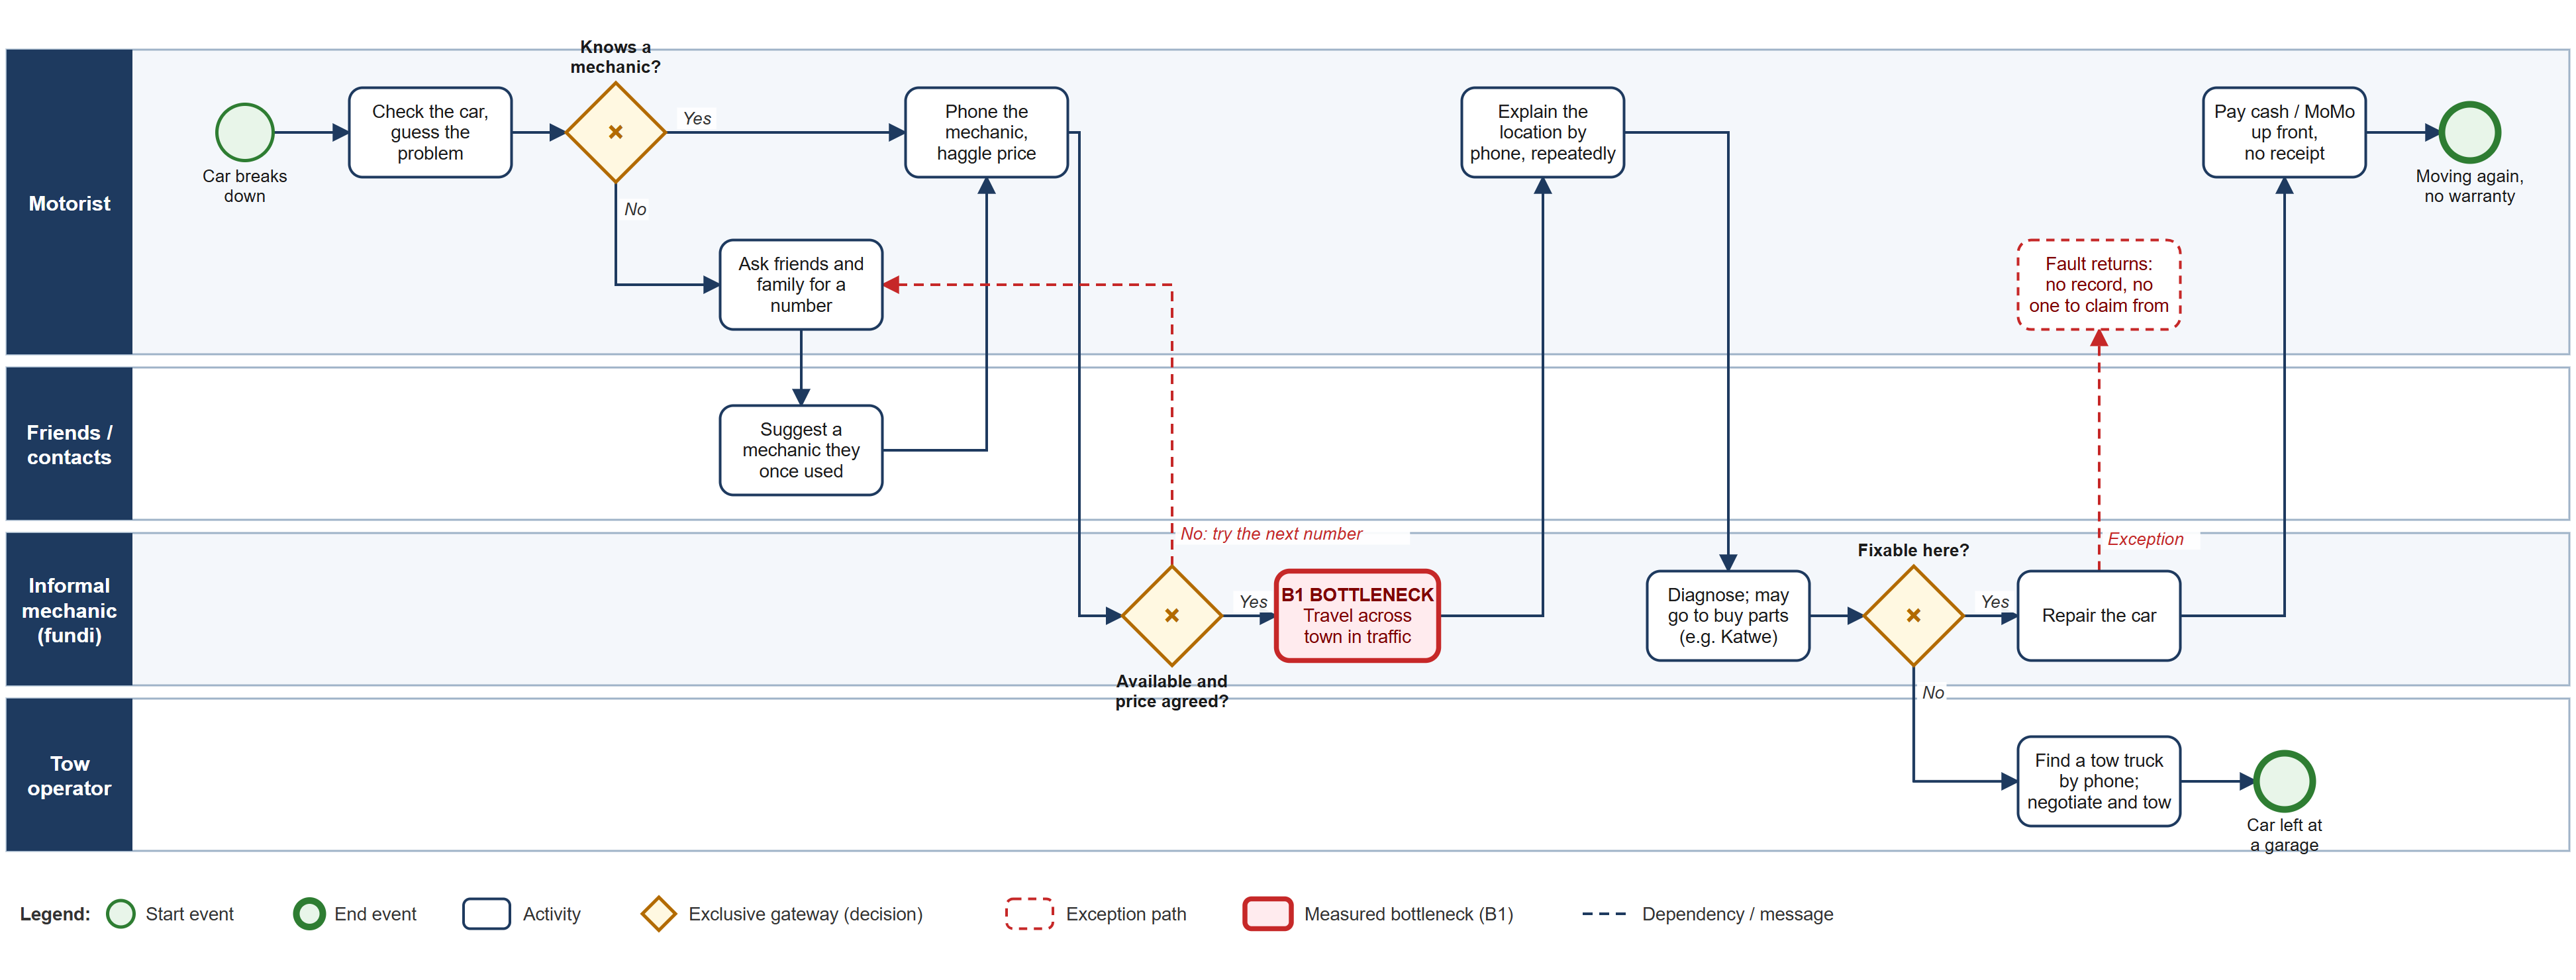 Knows a
mechanic?
Motorist
Car breaks
down
Check the car,
guess the
problem
Yes
No
Phone the
mechanic,
haggle price
Ask friends and
family for a
number
Explain the
location by
phone, repeatedly
Pay cash / MoMo
up front,
no receipt
Moving again,
no warranty
Fault returns:
no record, no
one to claim from
Friends /
contacts
Suggest a
mechanic they
once used
Informal
mechanic
(fundi)
No: try the next number
Available and
price agreed?
Yes
B1 BOTTLENECK
Travel across
town in traffic
Diagnose; may
go to buy parts
(e.g. Katwe)
Fixable here?
Yes
Repair the car
Exception
No
Tow
operator
Find a tow truck
by phone;
negotiate and tow
Car left at
a garage
Legend:
Start event
End event
Activity
Exclusive gateway (decision)
Exception path
Measured bottleneck (B1)
Dependency / message